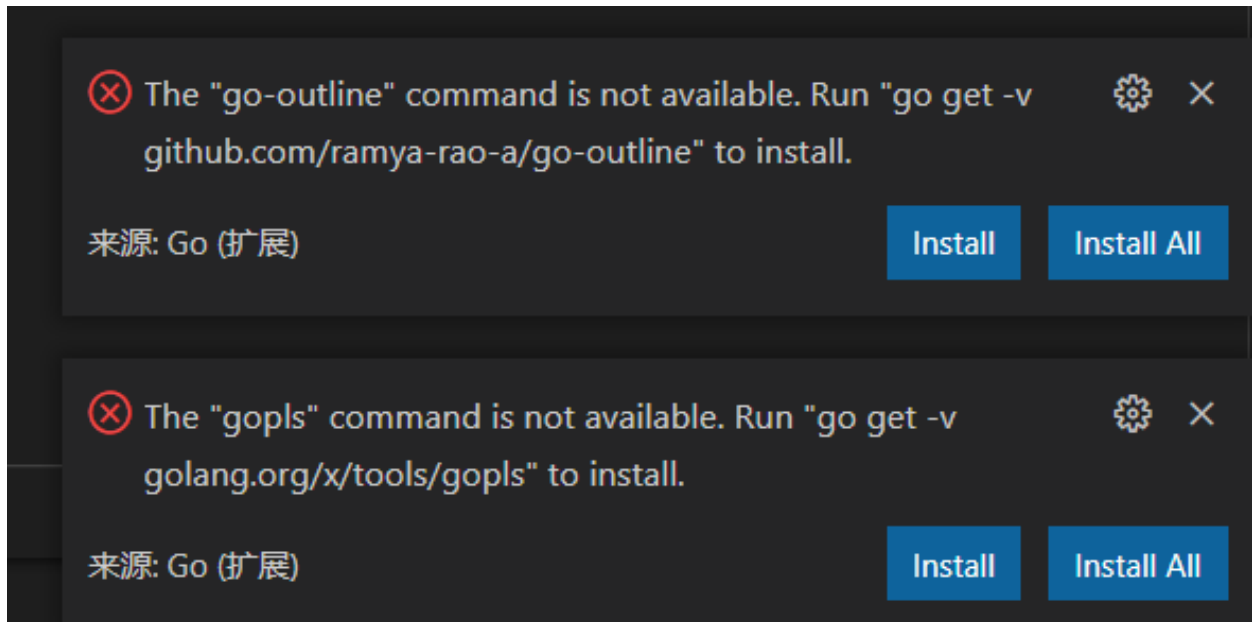 The "go-outline" command is not available. Run "go get -v
github.com/ramya-rao-a/go-outline" to install.
来源: Go (扩展)
Install
Install All
The "gopls" command is not available. Run "go get -v
golang.org/x/tools/gopls" to install.
来源: Go (扩展)
Install
Install All